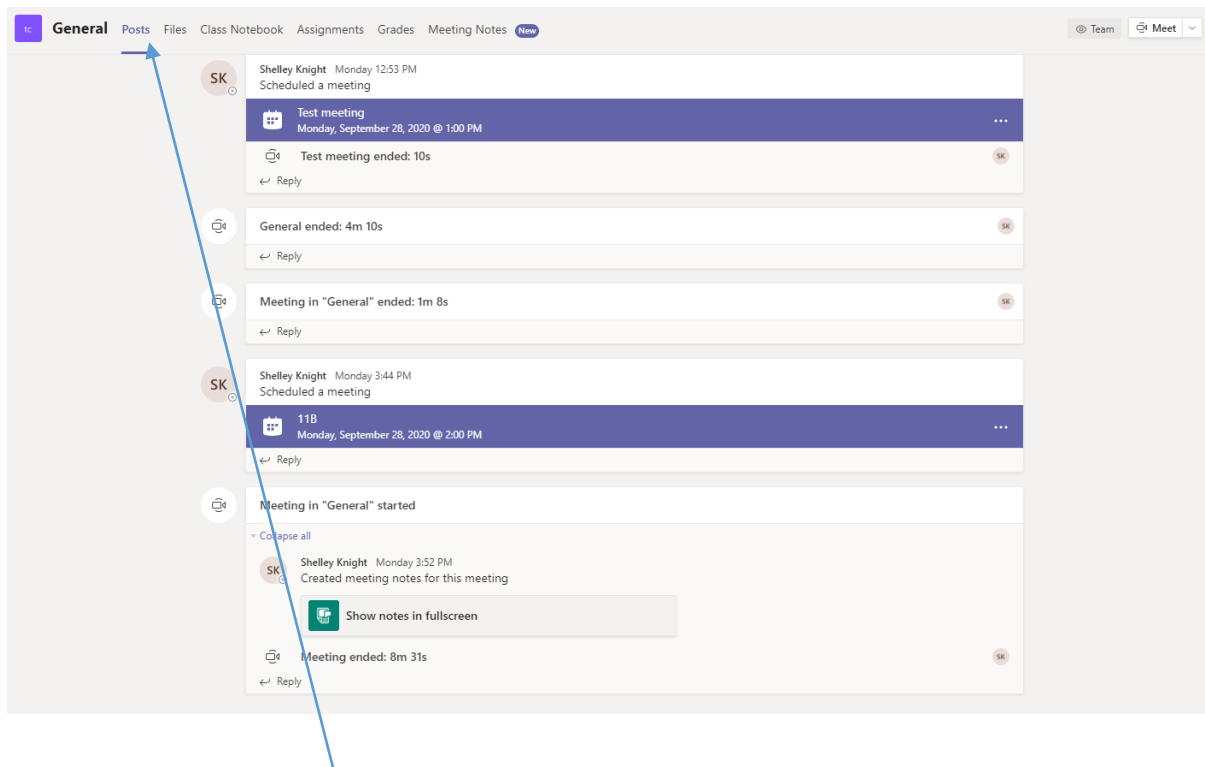 tc General Posts Files Class Notebook Assignments Grades Meeting Notes New Team Meet
SK Shelley Knight Monday 12:53 PM
Scheduled a meeting
Test meeting
Monday, September 28, 2020 @ 1:00 PM
Test meeting ended: 10s SK
Reply
General ended: 4m 10s SK
Reply
Meeting in "General" ended: 1m 8s SK
Reply
SK Shelley Knight Monday 3:44 PM
Scheduled a meeting
11B
Monday, September 28, 2020 @ 2:00 PM
Reply
Meeting in "General" started
Collapse all
SK Shelley Knight Monday 3:52 PM
Created meeting notes for this meeting
Show notes in fullscreen
Meeting ended: 8m 31s SK
Reply